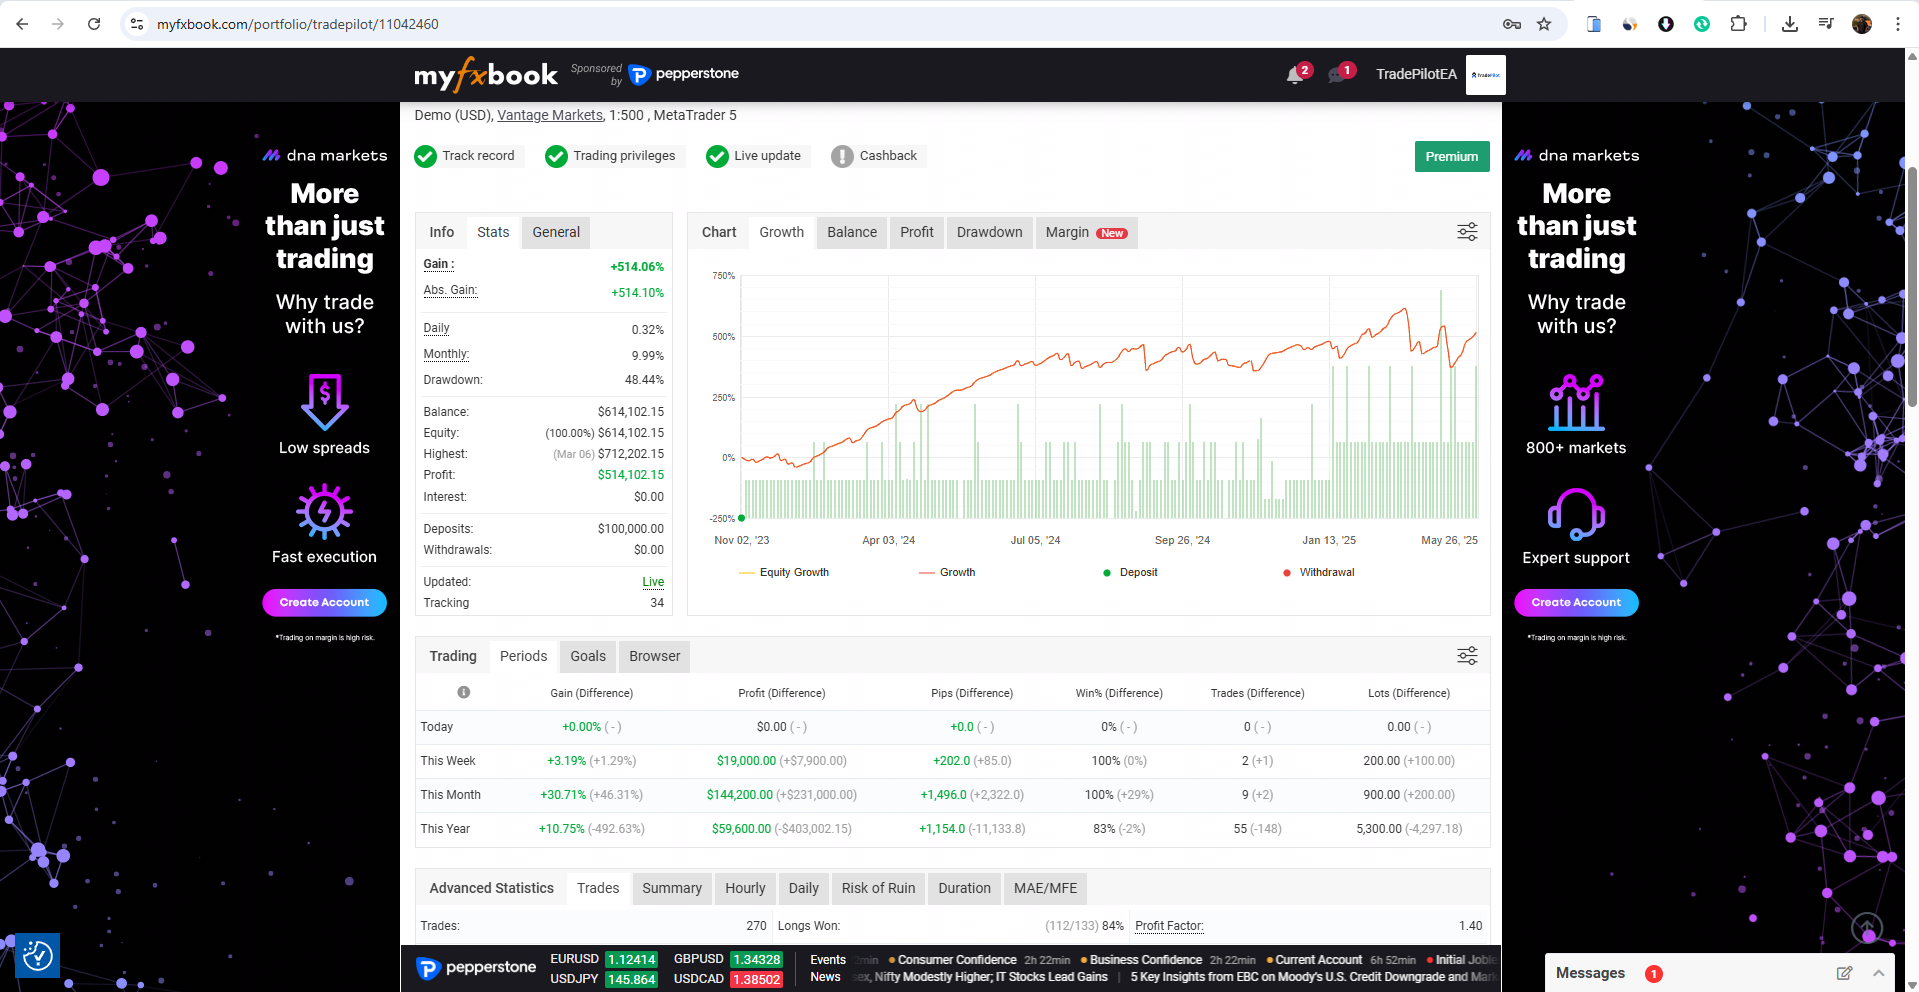 myfxbook.com/portfolio/tradepilot/11042460
myfxbook Sponsored by pepperstone
2 1 TradePilotEA TradePilot
Demo (USD), Vantage Markets, 1:500 , MetaTrader 5
Track record Trading privileges Live update Cashback Premium
dna markets
More
than just
trading
Why trade
with us?
Low spreads
Fast execution
Create Account
*Trading on margin is high risk.
Info Stats General
Gain : +514.06%
Abs. Gain: +514.10%
Daily 0.32%
Monthly: 9.99%
Drawdown: 48.44%
Balance: $614,102.15
Equity: (100.00%) $614,102.15
Highest: (Mar 06) $712,202.15
Profit: $514,102.15
Interest: $0.00
Deposits: $100,000.00
Withdrawals: $0.00
Updated: Live
Tracking 34
Chart Growth Balance Profit Drawdown Margin New
750%
500%
250%
0%
-250%
Nov 02, '23 Apr 03, '24 Jul 05, '24 Sep 26, '24 Jan 13, '25 May 26, '25
Equity Growth Growth Deposit Withdrawal
dna markets
More
than just
trading
Why trade
with us?
800+ markets
Expert support
Create Account
*Trading on margin is high risk.
Trading Periods Goals Browser
Gain (Difference) Profit (Difference) Pips (Difference) Win% (Difference) Trades (Difference) Lots (Difference)
Today +0.00% ( - ) $0.00 ( - ) +0.0 ( - ) 0% ( - ) 0 ( - ) 0.00 ( - )
This Week +3.19% (+1.29%) $19,000.00 (+$7,900.00) +202.0 (+85.0) 100% (0%) 2 (+1) 200.00 (+100.00)
This Month +30.71% (+46.31%) $144,200.00 (+$231,000.00) +1,496.0 (+2,322.0) 100% (+29%) 9 (+2) 900.00 (+200.00)
This Year +10.75% (-492.63%) $59,600.00 (-$403,002.15) +1,154.0 (-11,133.8) 83% (-2%) 55 (-148) 5,300.00 (-4,297.18)
Advanced Statistics Trades Summary Hourly Daily Risk of Ruin Duration MAE/MFE
Trades: 270 Longs Won: (112/133) 84% Profit Factor: 1.40
pepperstone
EURUSD 1.12414 GBPUSD 1.34328
USDJPY 145.864 USDCAD 1.38502
Events Consumer Confidence 2h 22min Business Confidence 2h 22min Current Account 6h 52min Initial
News Nifty Modestly Higher; IT Stocks Lead Gains | 5 Key Insights from EBC on Moody's U.S. Credit Downgrade and
Messages 1